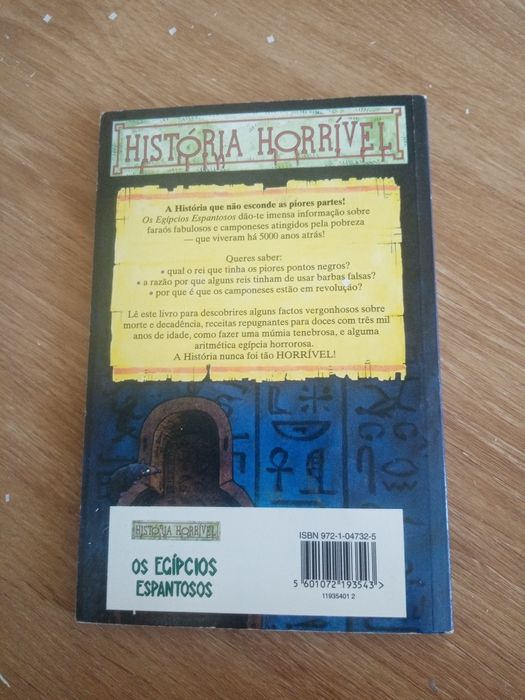 HISTÓRIA HORRÍVEL
A História que não esconde as piores partes!
Os Egípcios Espantosos dão-te imensa informação sobre
faraós fabulosos e camponeses atingidos pela pobreza
— que viveram há 5000 anos atrás!
Queres saber:
• qual o rei que tinha os piores pontos negros?
• a razão por que alguns reis tinham de usar barbas falsas?
• por que é que os camponeses estão em revolução?
Lê este livro para descobrires alguns factos vergonhosos sobre
morte e decadência, receitas repugnantes para doces com três mil
anos de idade, como fazer uma múmia tenebrosa, e alguma
aritmética egípcia horrorosa.
A História nunca foi tão HORRÍVEL!
HISTÓRIA HORRÍVEL
OS EGÍPCIOS
ESPANTOSOS
ISBN 972-1-04732-5
5 601072 193543 >
11935401 2